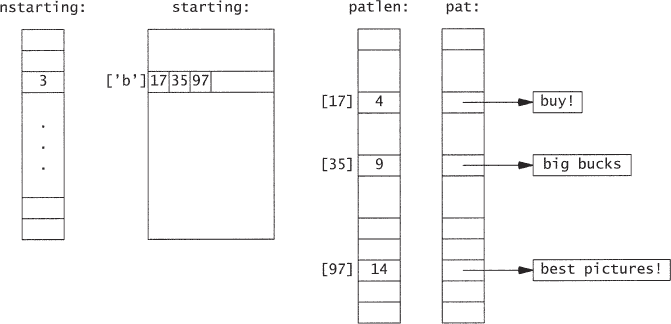 nstarting: starting: patlen: pat:
3 ['b'] 17 35 97
[17] 4 buy!
[35] 9 big bucks
[97] 14 best pictures!